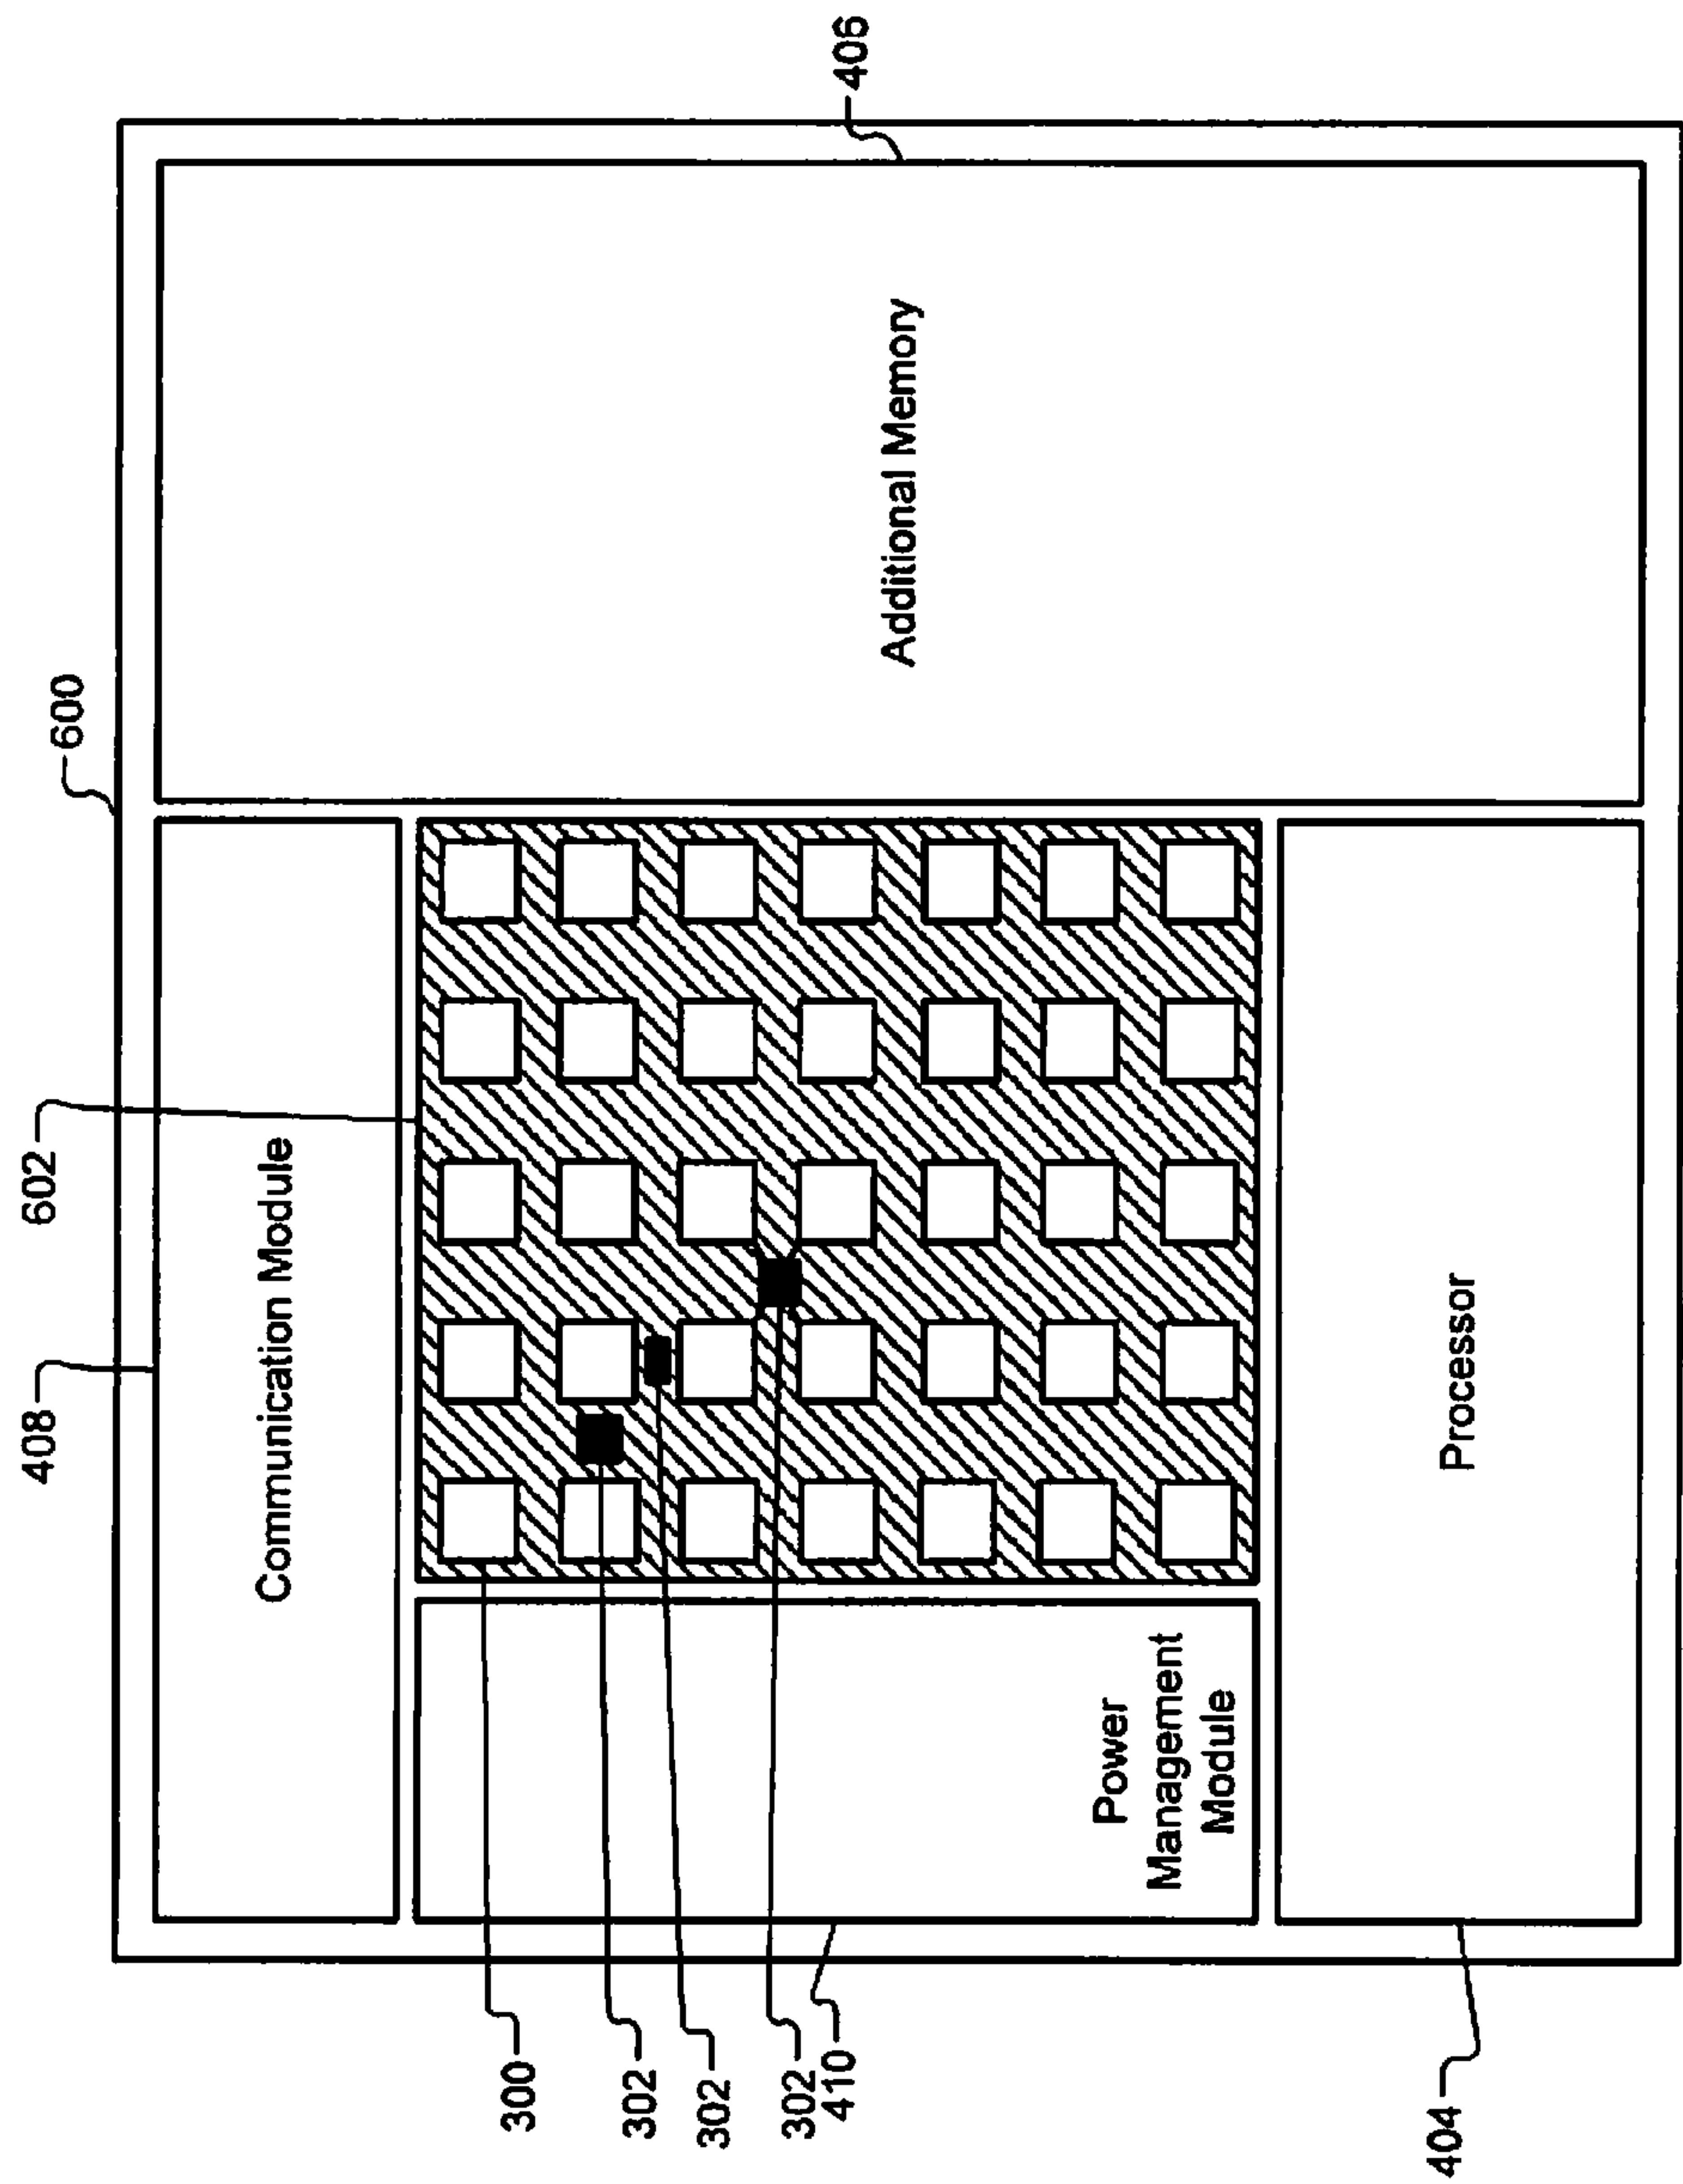 600
602
408
406
Communication Module
Additional Memory
300
302
302
302
410
Power
Management
Module
Processor
404